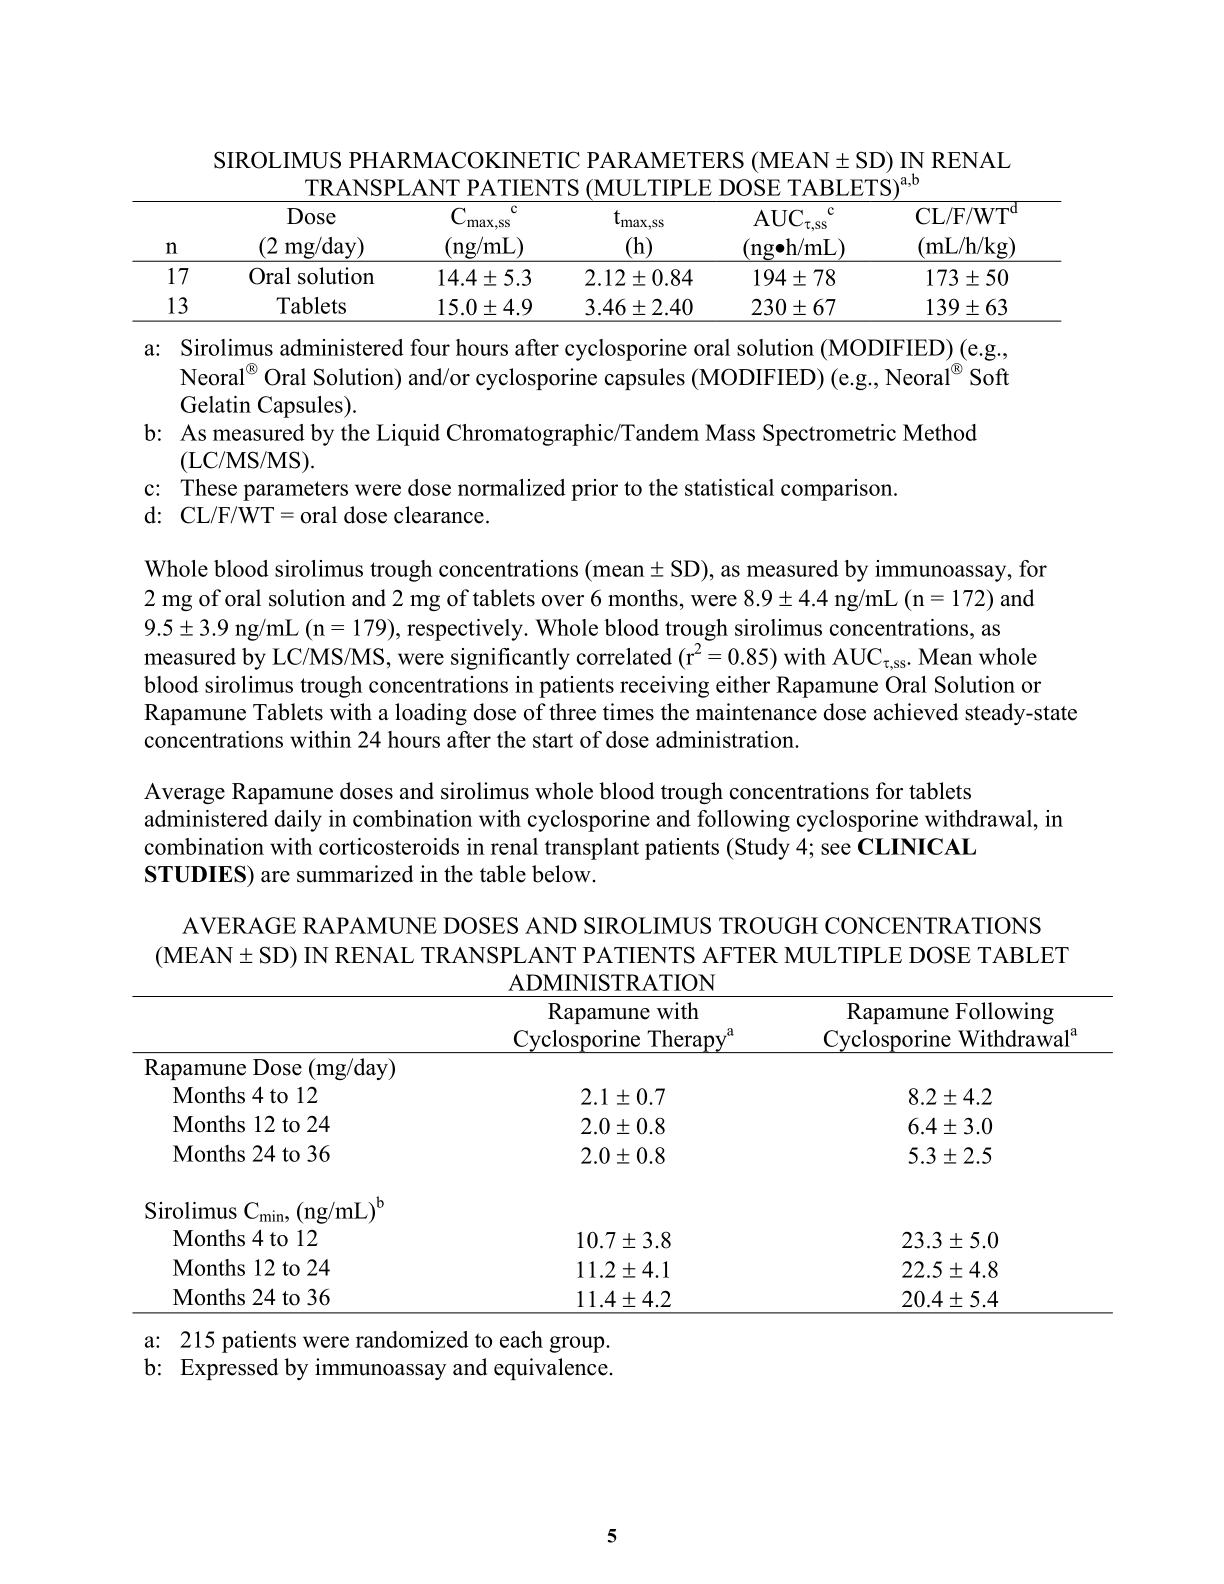 SIROLIMUS PHARMACOKINETIC PARAMETERS (MEAN ± SD) IN RENAL
TRANSPLANT PATIENTS (MULTIPLE DOSE TABLETS)a,b
Dose Cmax,ssc tmax,ss AUCτ,ssc CL/F/WTd
n (2 mg/day) (ng/mL) (h) (ng•h/mL) (mL/h/kg)
17 Oral solution 14.4 ± 5.3 2.12 ± 0.84 194 ± 78 173 ± 50
13 Tablets 15.0 ± 4.9 3.46 ± 2.40 230 ± 67 139 ± 63
a: Sirolimus administered four hours after cyclosporine oral solution (MODIFIED) (e.g.,
Neoral® Oral Solution) and/or cyclosporine capsules (MODIFIED) (e.g., Neoral® Soft
Gelatin Capsules).
b: As measured by the Liquid Chromatographic/Tandem Mass Spectrometric Method
(LC/MS/MS).
c: These parameters were dose normalized prior to the statistical comparison.
d: CL/F/WT = oral dose clearance.
Whole blood sirolimus trough concentrations (mean ± SD), as measured by immunoassay, for
2 mg of oral solution and 2 mg of tablets over 6 months, were 8.9 ± 4.4 ng/mL (n = 172) and
9.5 ± 3.9 ng/mL (n = 179), respectively. Whole blood trough sirolimus concentrations, as
measured by LC/MS/MS, were significantly correlated (r2 = 0.85) with AUCτ,ss. Mean whole
blood sirolimus trough concentrations in patients receiving either Rapamune Oral Solution or
Rapamune Tablets with a loading dose of three times the maintenance dose achieved steady-state
concentrations within 24 hours after the start of dose administration.
Average Rapamune doses and sirolimus whole blood trough concentrations for tablets
administered daily in combination with cyclosporine and following cyclosporine withdrawal, in
combination with corticosteroids in renal transplant patients (Study 4; see CLINICAL
STUDIES) are summarized in the table below.
AVERAGE RAPAMUNE DOSES AND SIROLIMUS TROUGH CONCENTRATIONS
(MEAN ± SD) IN RENAL TRANSPLANT PATIENTS AFTER MULTIPLE DOSE TABLET
ADMINISTRATION
Rapamune with Rapamune Following
Cyclosporine Therapya Cyclosporine Withdrawala
Rapamune Dose (mg/day)
Months 4 to 12 2.1 ± 0.7 8.2 ± 4.2
Months 12 to 24 2.0 ± 0.8 6.4 ± 3.0
Months 24 to 36 2.0 ± 0.8 5.3 ± 2.5
Sirolimus Cmin, (ng/mL)b
Months 4 to 12 10.7 ± 3.8 23.3 ± 5.0
Months 12 to 24 11.2 ± 4.1 22.5 ± 4.8
Months 24 to 36 11.4 ± 4.2 20.4 ± 5.4
a: 215 patients were randomized to each group.
b: Expressed by immunoassay and equivalence.
5